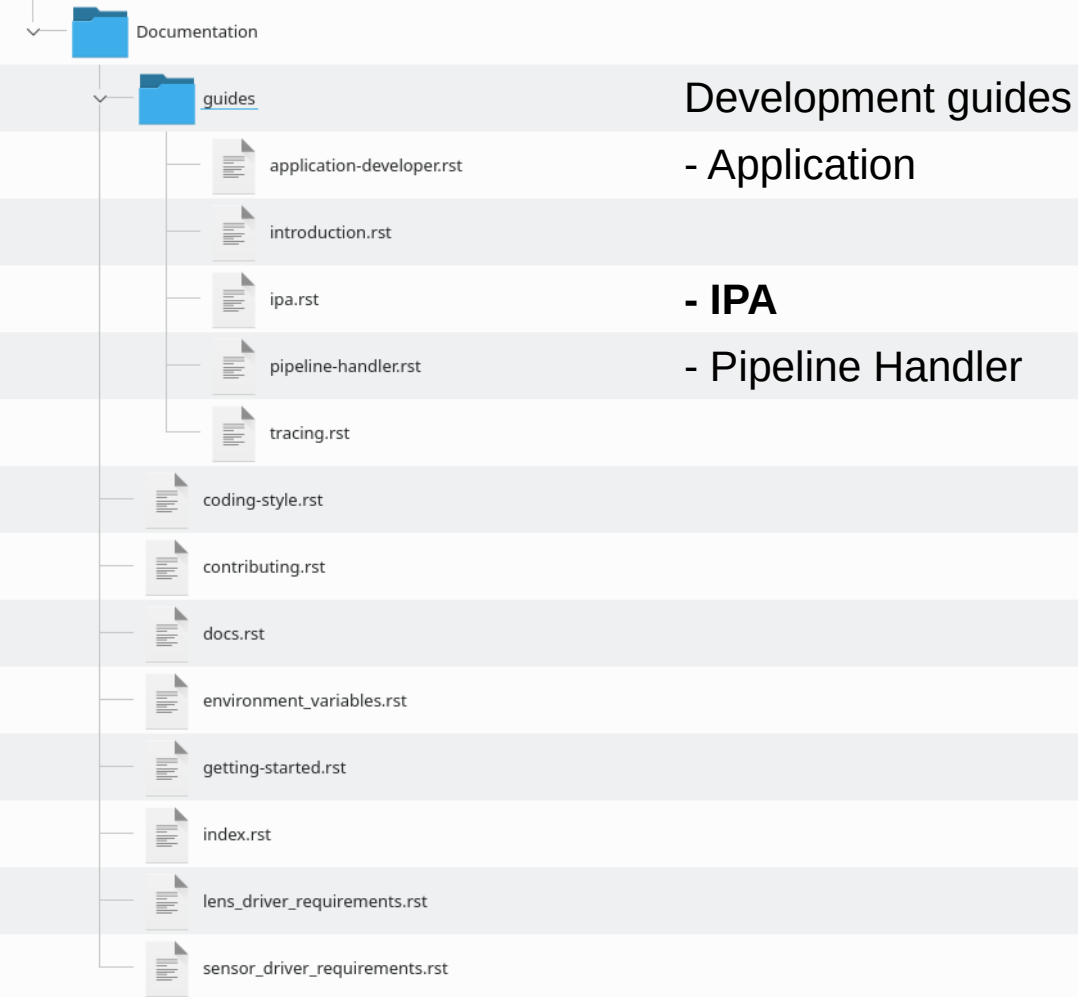 Documentation
guides Development guides
application-developer.rst - Application
introduction.rst
ipa.rst - IPA
pipeline-handler.rst - Pipeline Handler
tracing.rst
coding-style.rst
contributing.rst
docs.rst
environment_variables.rst
getting-started.rst
index.rst
lens_driver_requirements.rst
sensor_driver_requirements.rst